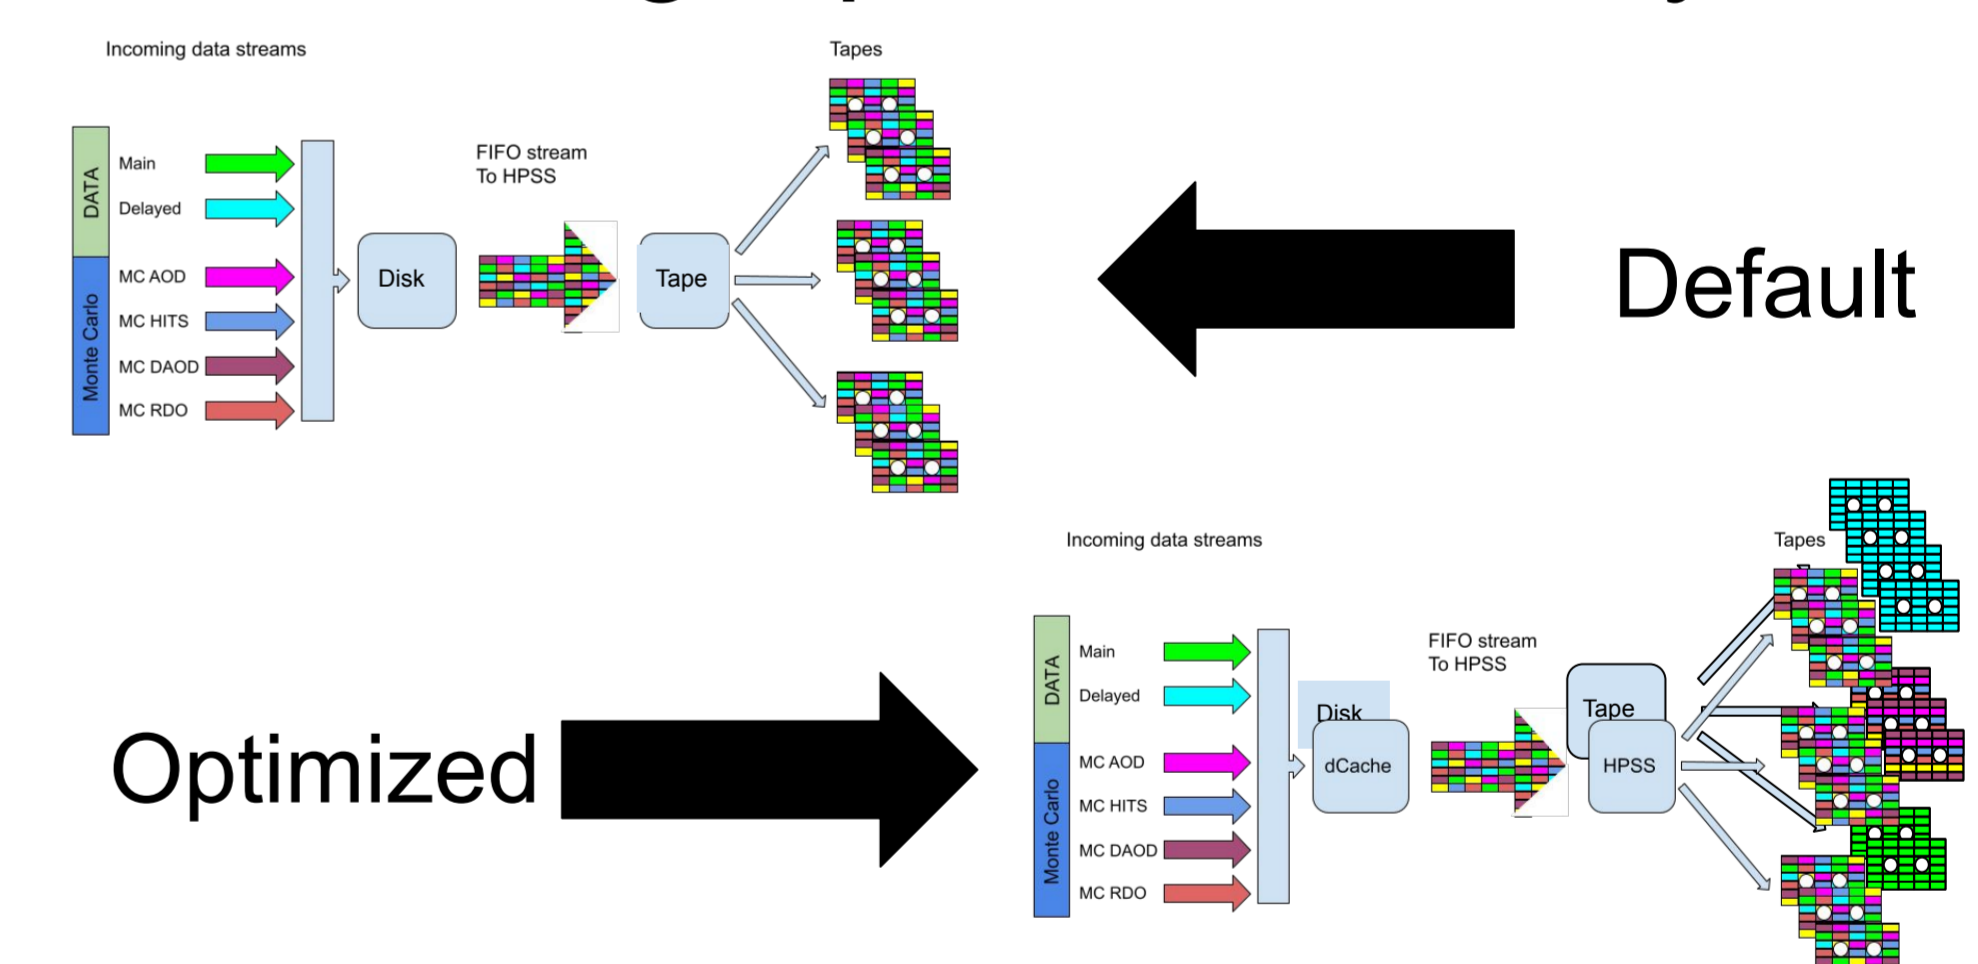 Incoming data streams
Tapes
DATA
Main
Delayed
Monte Carlo
MC AOD
MC HITS
MC DAOD
MC RDO
Disk
FIFO stream
To HPSS
Tape
Default
Optimized
Incoming data streams
Tapes
DATA
Main
Delayed
Monte Carlo
MC AOD
MC HITS
MC DAOD
MC RDO
Disk
dCache
FIFO stream
To HPSS
Tape
HPSS